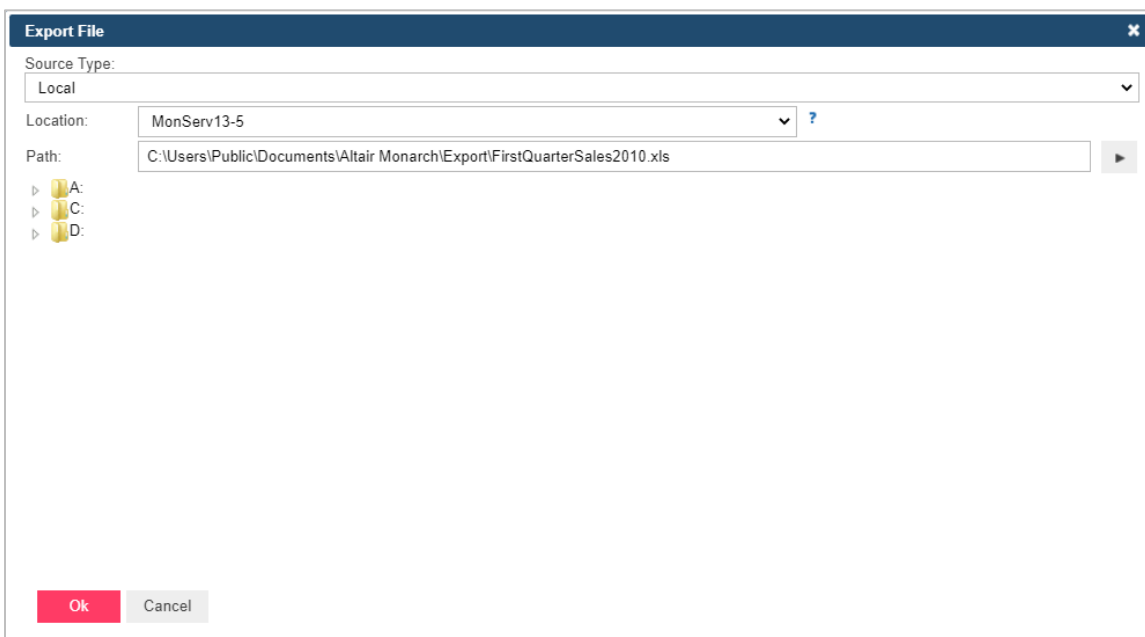 Export File
Source Type:
Local
Location: MonServ13-5 ?
Path: C:\Users\Public\Documents\Altair Monarch\Export\FirstQuarterSales2010.xls
A:
C:
D:
Ok Cancel